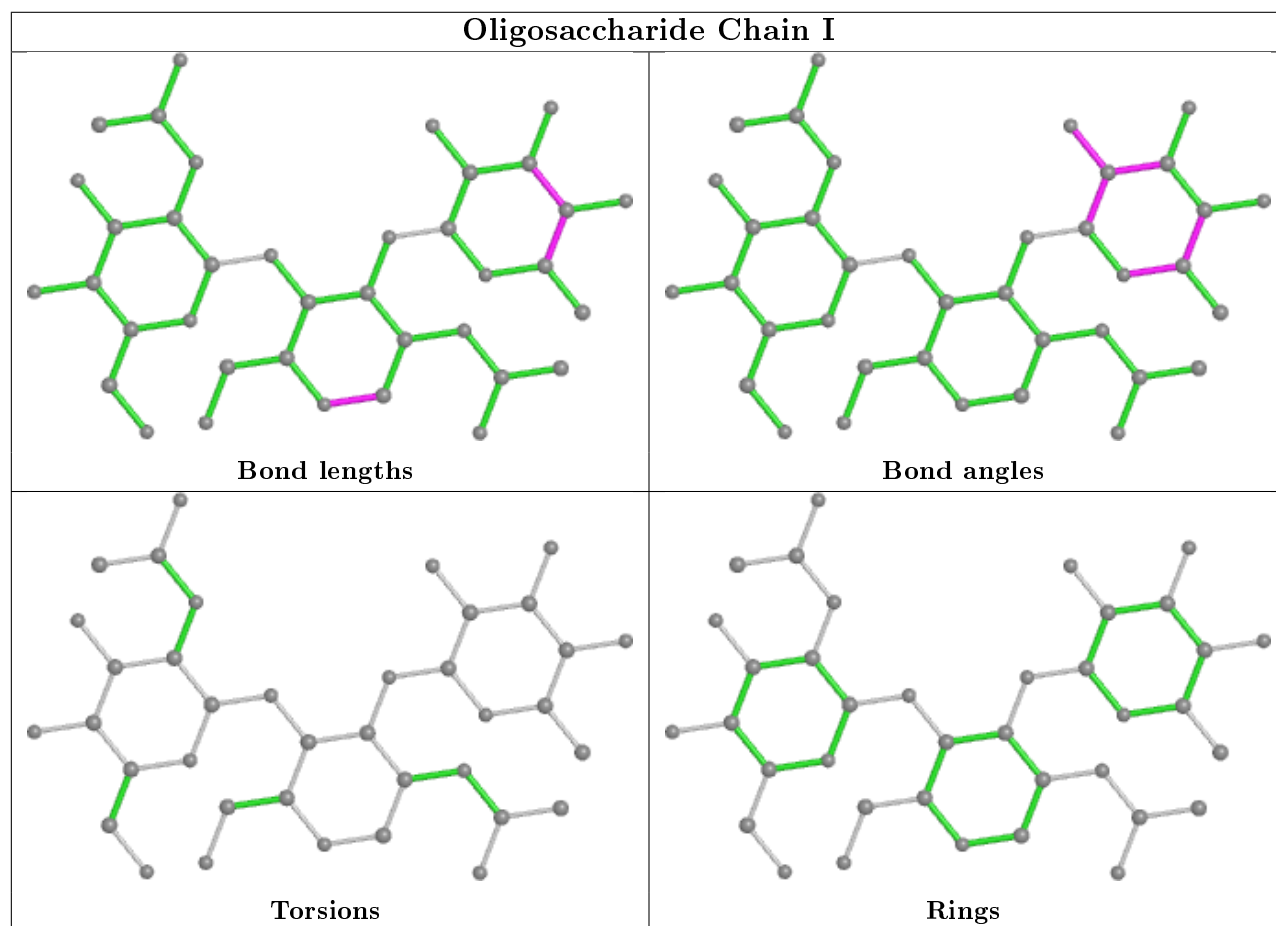 Oligosaccharide Chain I
Bond lengths
Bond angles
Torsions
Rings